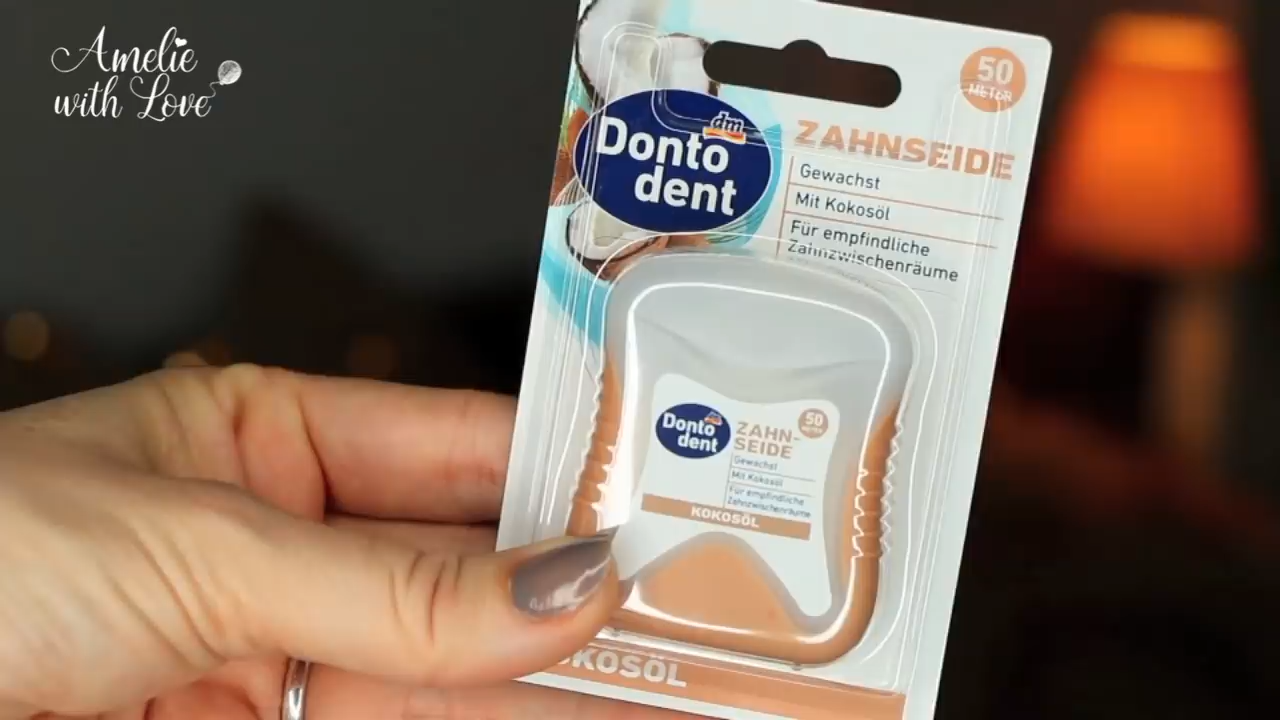 Amelie
with Love
50
METER
dm
Donto
dent
ZAHNSEIDE
Gewachst
Mit Kokosöl
Für empfindliche
Zahnzwischenräume
Donto
dent
50
METER
ZAHN-
SEIDE
Gewachst
Mit Kokosöl
Für empfindliche
Zahnzwischenräume
KOKOSÖL
KOSÖL